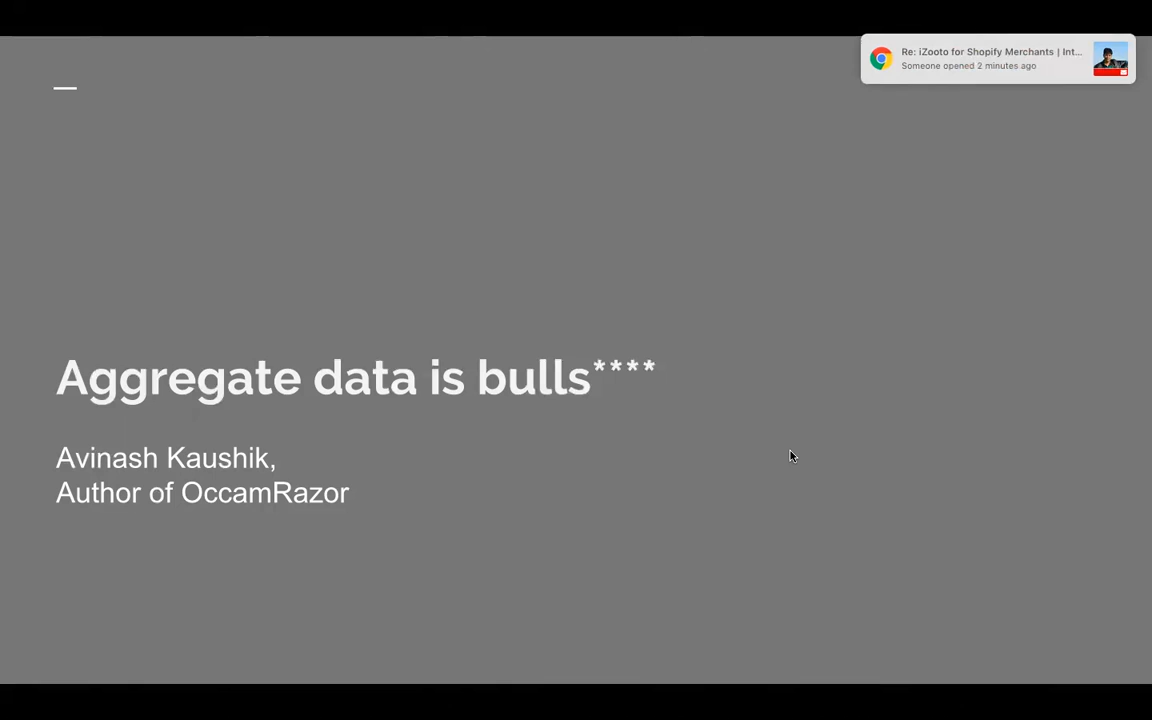 Re: iZooto for Shopify Merchants | Int...
Someone opened 2 minutes ago
Aggregate data is bulls****
Avinash Kaushik,
Author of OccamRazor